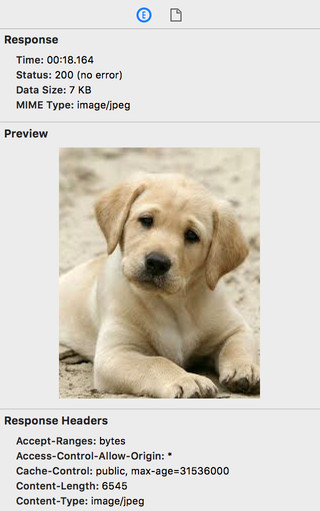 E
Response
Time: 00:18.164
Status: 200 (no error)
Data Size: 7 KB
MIME Type: image/jpeg
Preview
Response Headers
Accept-Ranges: bytes
Access-Control-Allow-Origin: *
Cache-Control: public, max-age=31536000
Content-Length: 6545
Content-Type: image/jpeg